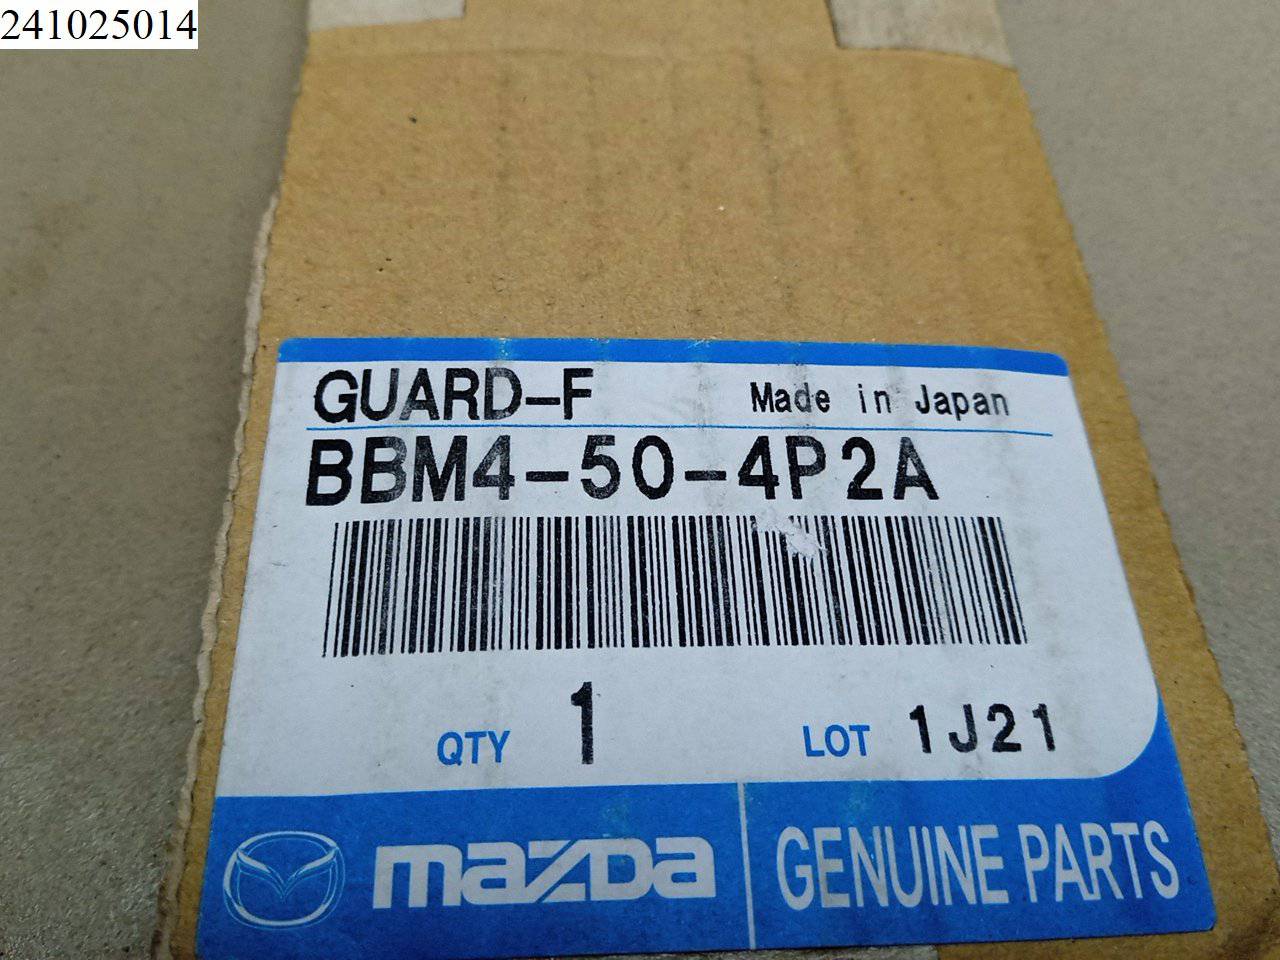 241025014
GUARD-F Made in Japan
BBM4-50-4P2A
QTY 1 LOT 1J21
mazda GENUINE PARTS